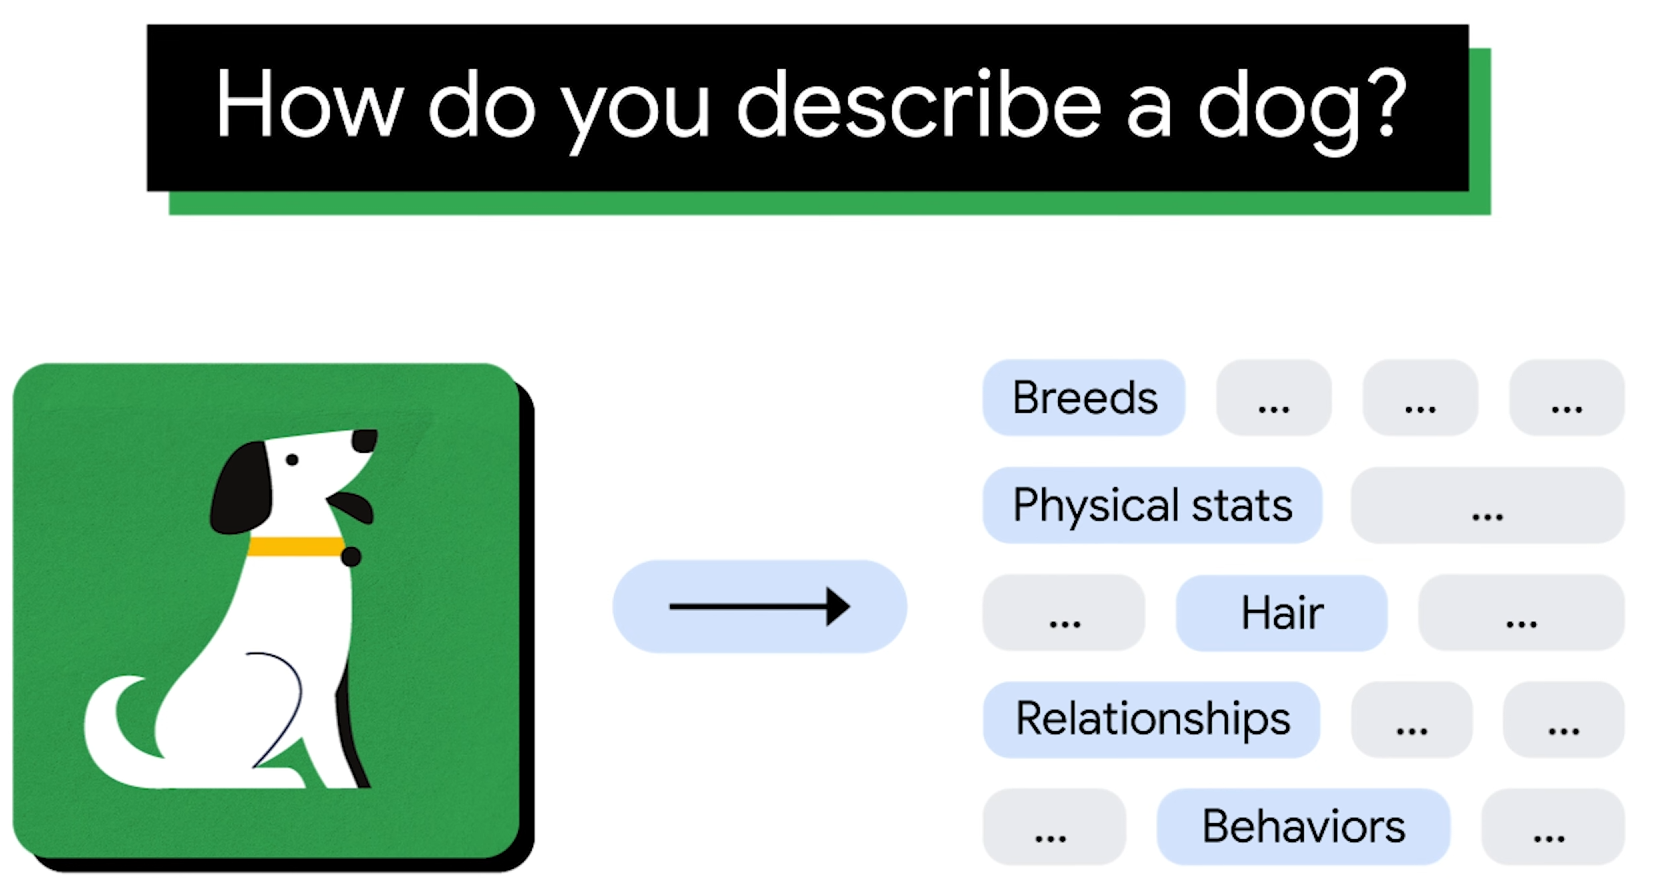 How do you describe a dog?
Breeds ... ... ...
Physical stats ...
... Hair ...
Relationships ... ...
... Behaviors ...